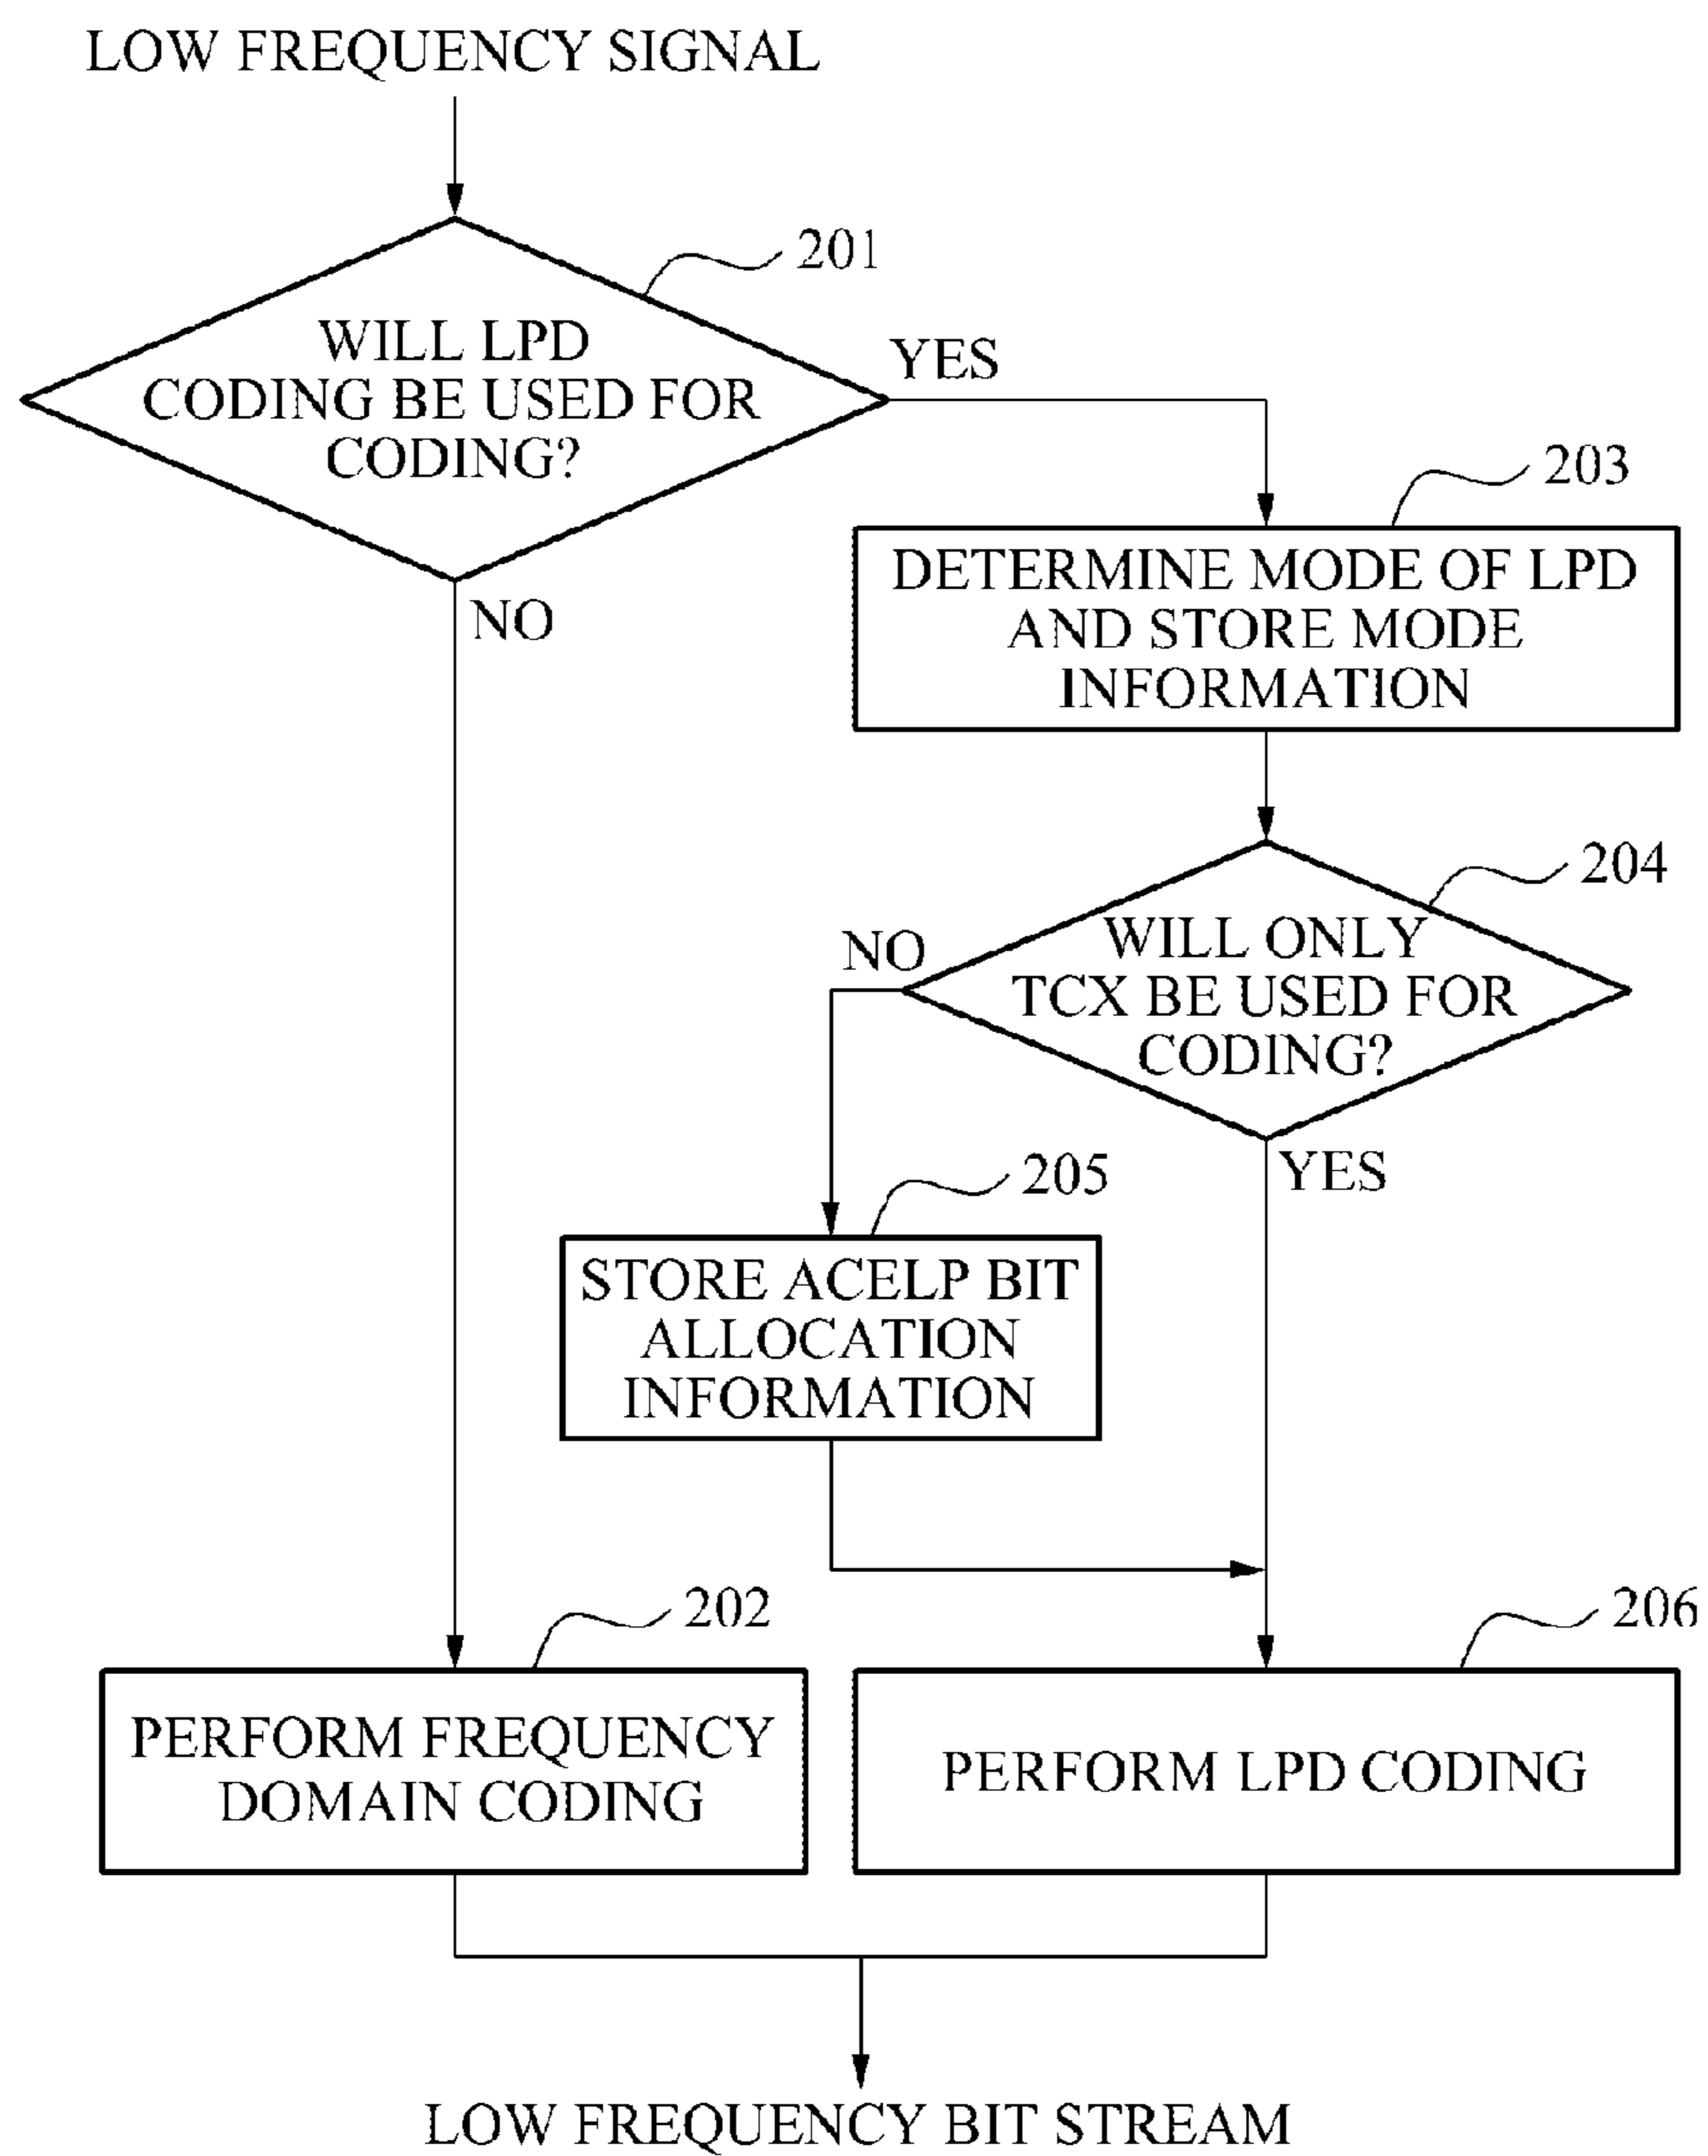 LOW FREQUENCY SIGNAL
201
WILL LPD
CODING BE USED FOR
CODING?
YES
NO
203
DETERMINE MODE OF LPD
AND STORE MODE
INFORMATION
204
WILL ONLY
TCX BE USED FOR
CODING?
NO
YES
205
STORE ACELP BIT
ALLOCATION
INFORMATION
202
PERFORM FREQUENCY
DOMAIN CODING
206
PERFORM LPD CODING
LOW FREQUENCY BIT STREAM